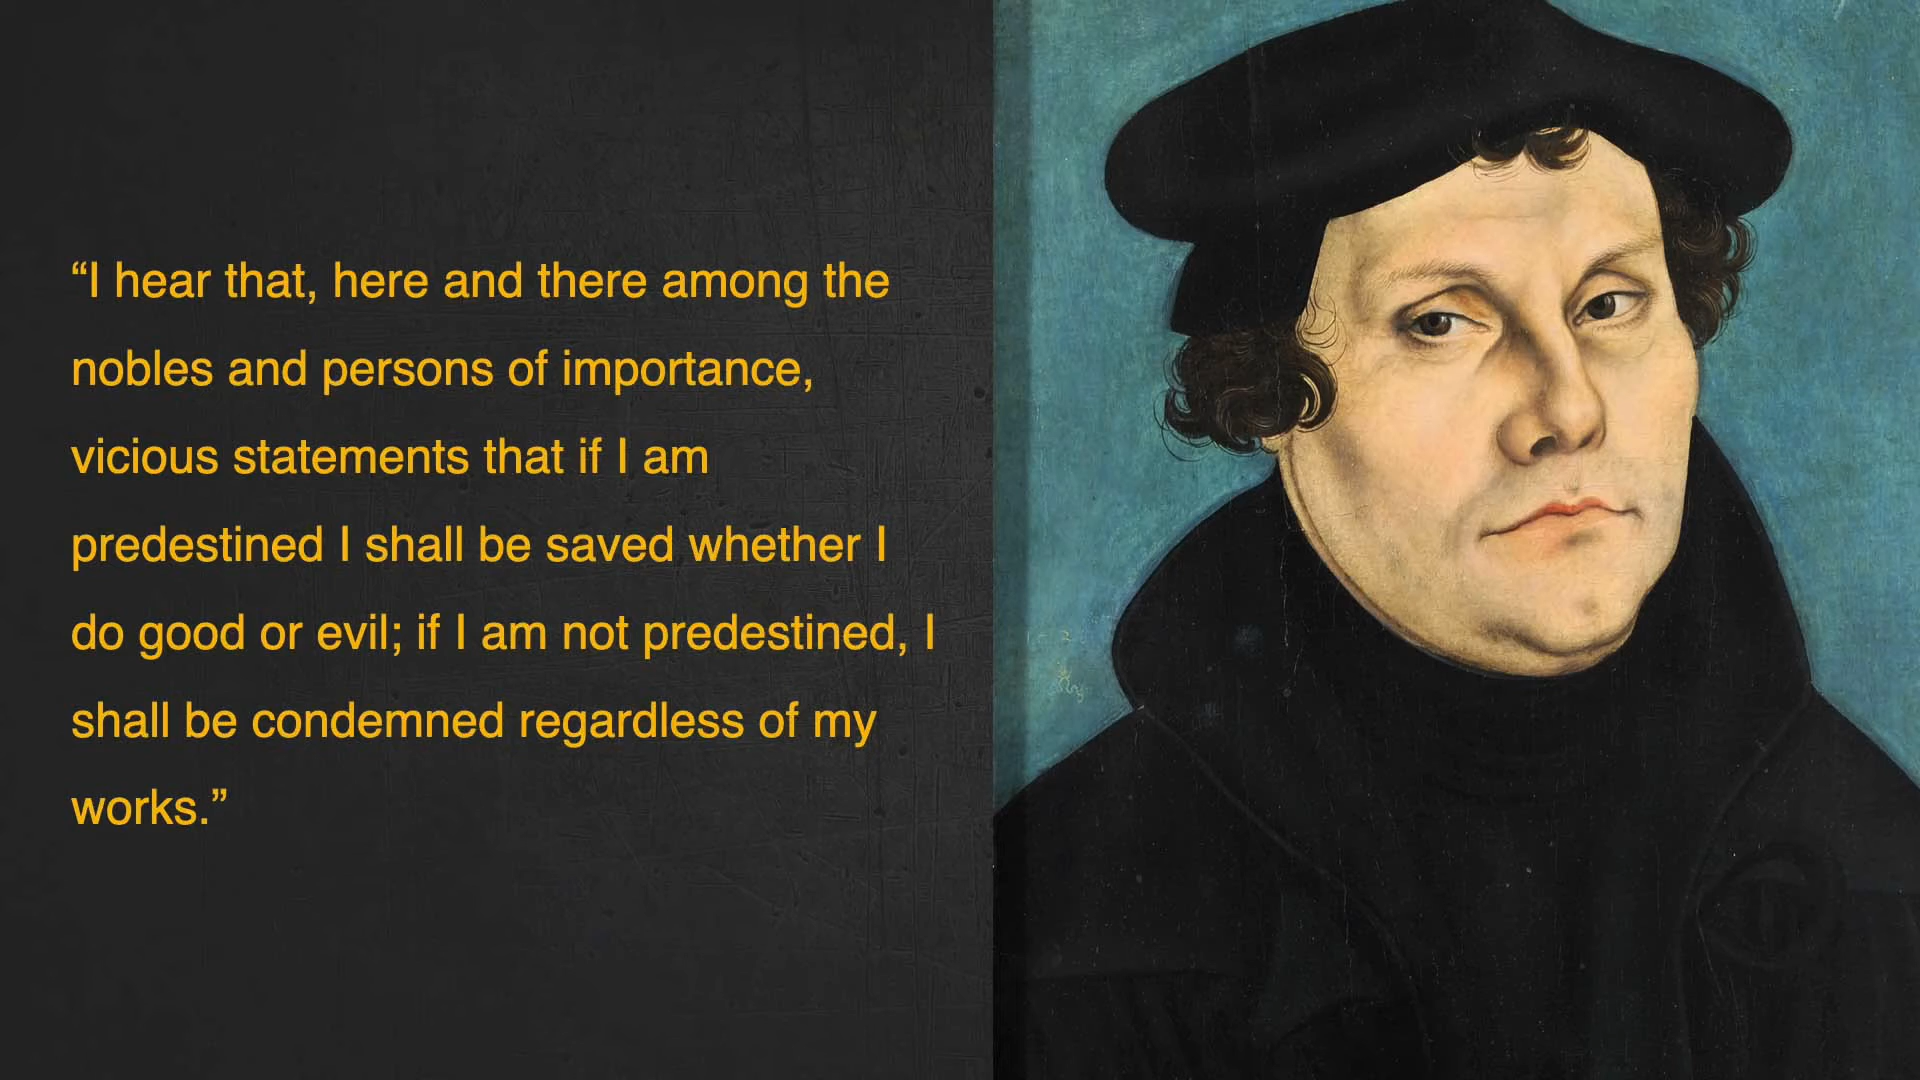 “I hear that, here and there among the
nobles and persons of importance,
vicious statements that if I am
predestined I shall be saved whether I
do good or evil; if I am not predestined, I
shall be condemned regardless of my
works.”